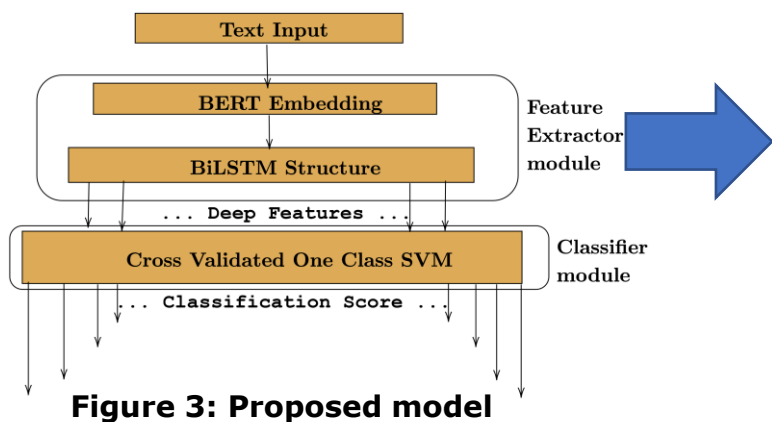 Text Input
BERT Embedding
BiLSTM Structure
Feature
Extractor
module
... Deep Features ...
Cross Validated One Class SVM
Classifier
module
... Classification Score ...
Figure 3: Proposed model